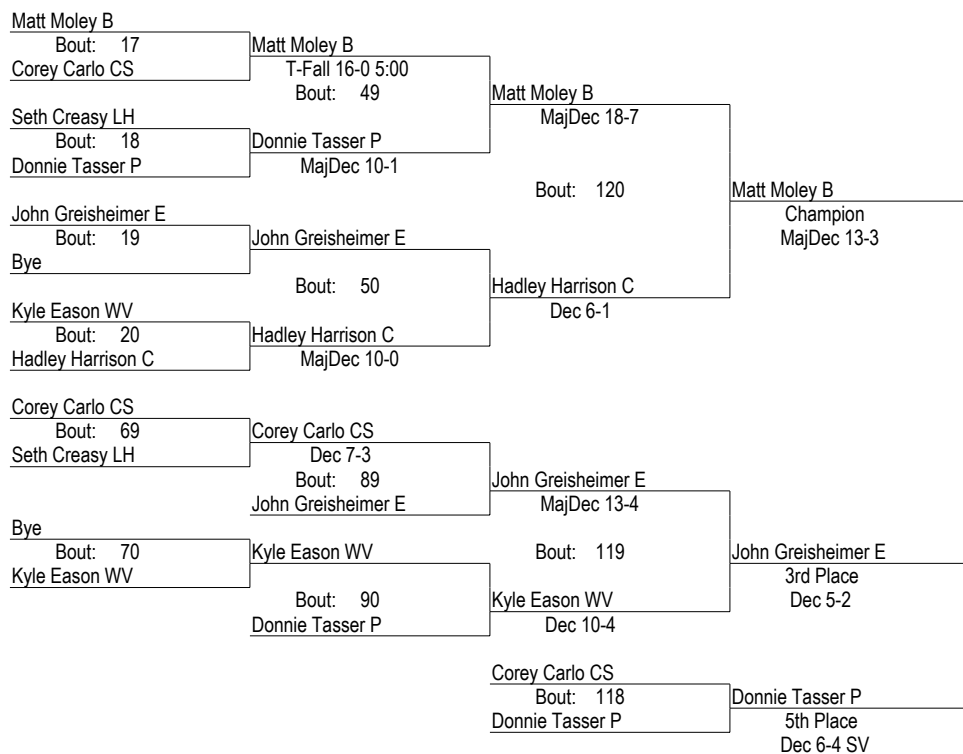 Matt Moley B
Bout: 17
Corey Carlo CS
Matt Moley B
T-Fall 16-0 5:00
Bout: 49
Seth Creasy LH
Bout: 18
Donnie Tasser P
Donnie Tasser P
MajDec 10-1
Matt Moley B
MajDec 18-7
Bout: 120
John Greisheimer E
Bout: 19
Bye
John Greisheimer E
Bout: 50
Kyle Eason WV
Bout: 20
Hadley Harrison C
Hadley Harrison C
MajDec 10-0
Hadley Harrison C
Dec 6-1
Matt Moley B
Champion
MajDec 13-3
Corey Carlo CS
Bout: 69
Seth Creasy LH
Corey Carlo CS
Dec 7-3
Bout: 89
John Greisheimer E
John Greisheimer E
MajDec 13-4
Bout: 119
Bye
Bout: 70
Kyle Eason WV
Kyle Eason WV
Bout: 90
Donnie Tasser P
Kyle Eason WV
Dec 10-4
John Greisheimer E
3rd Place
Dec 5-2
Corey Carlo CS
Bout: 118
Donnie Tasser P
Donnie Tasser P
5th Place
Dec 6-4 SV